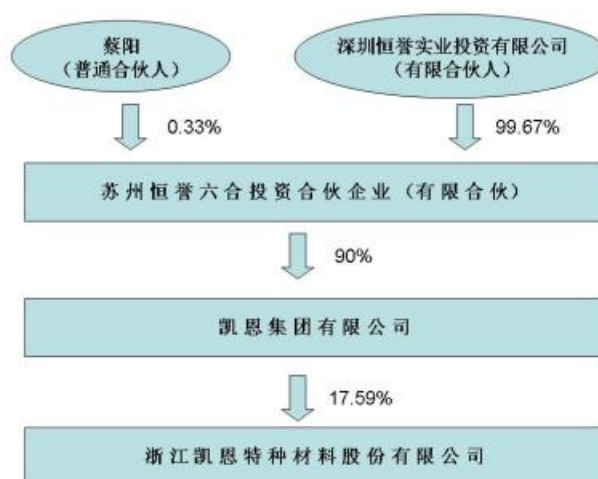 蔡阳
（普通合伙人）
深圳恒誉实业投资有限公司
（有限合伙人）
0.33%
99.67%
苏州恒誉六合投资合伙企业（有限合伙）
90%
凯恩集团有限公司
17.59%
浙江凯恩特种材料股份有限公司